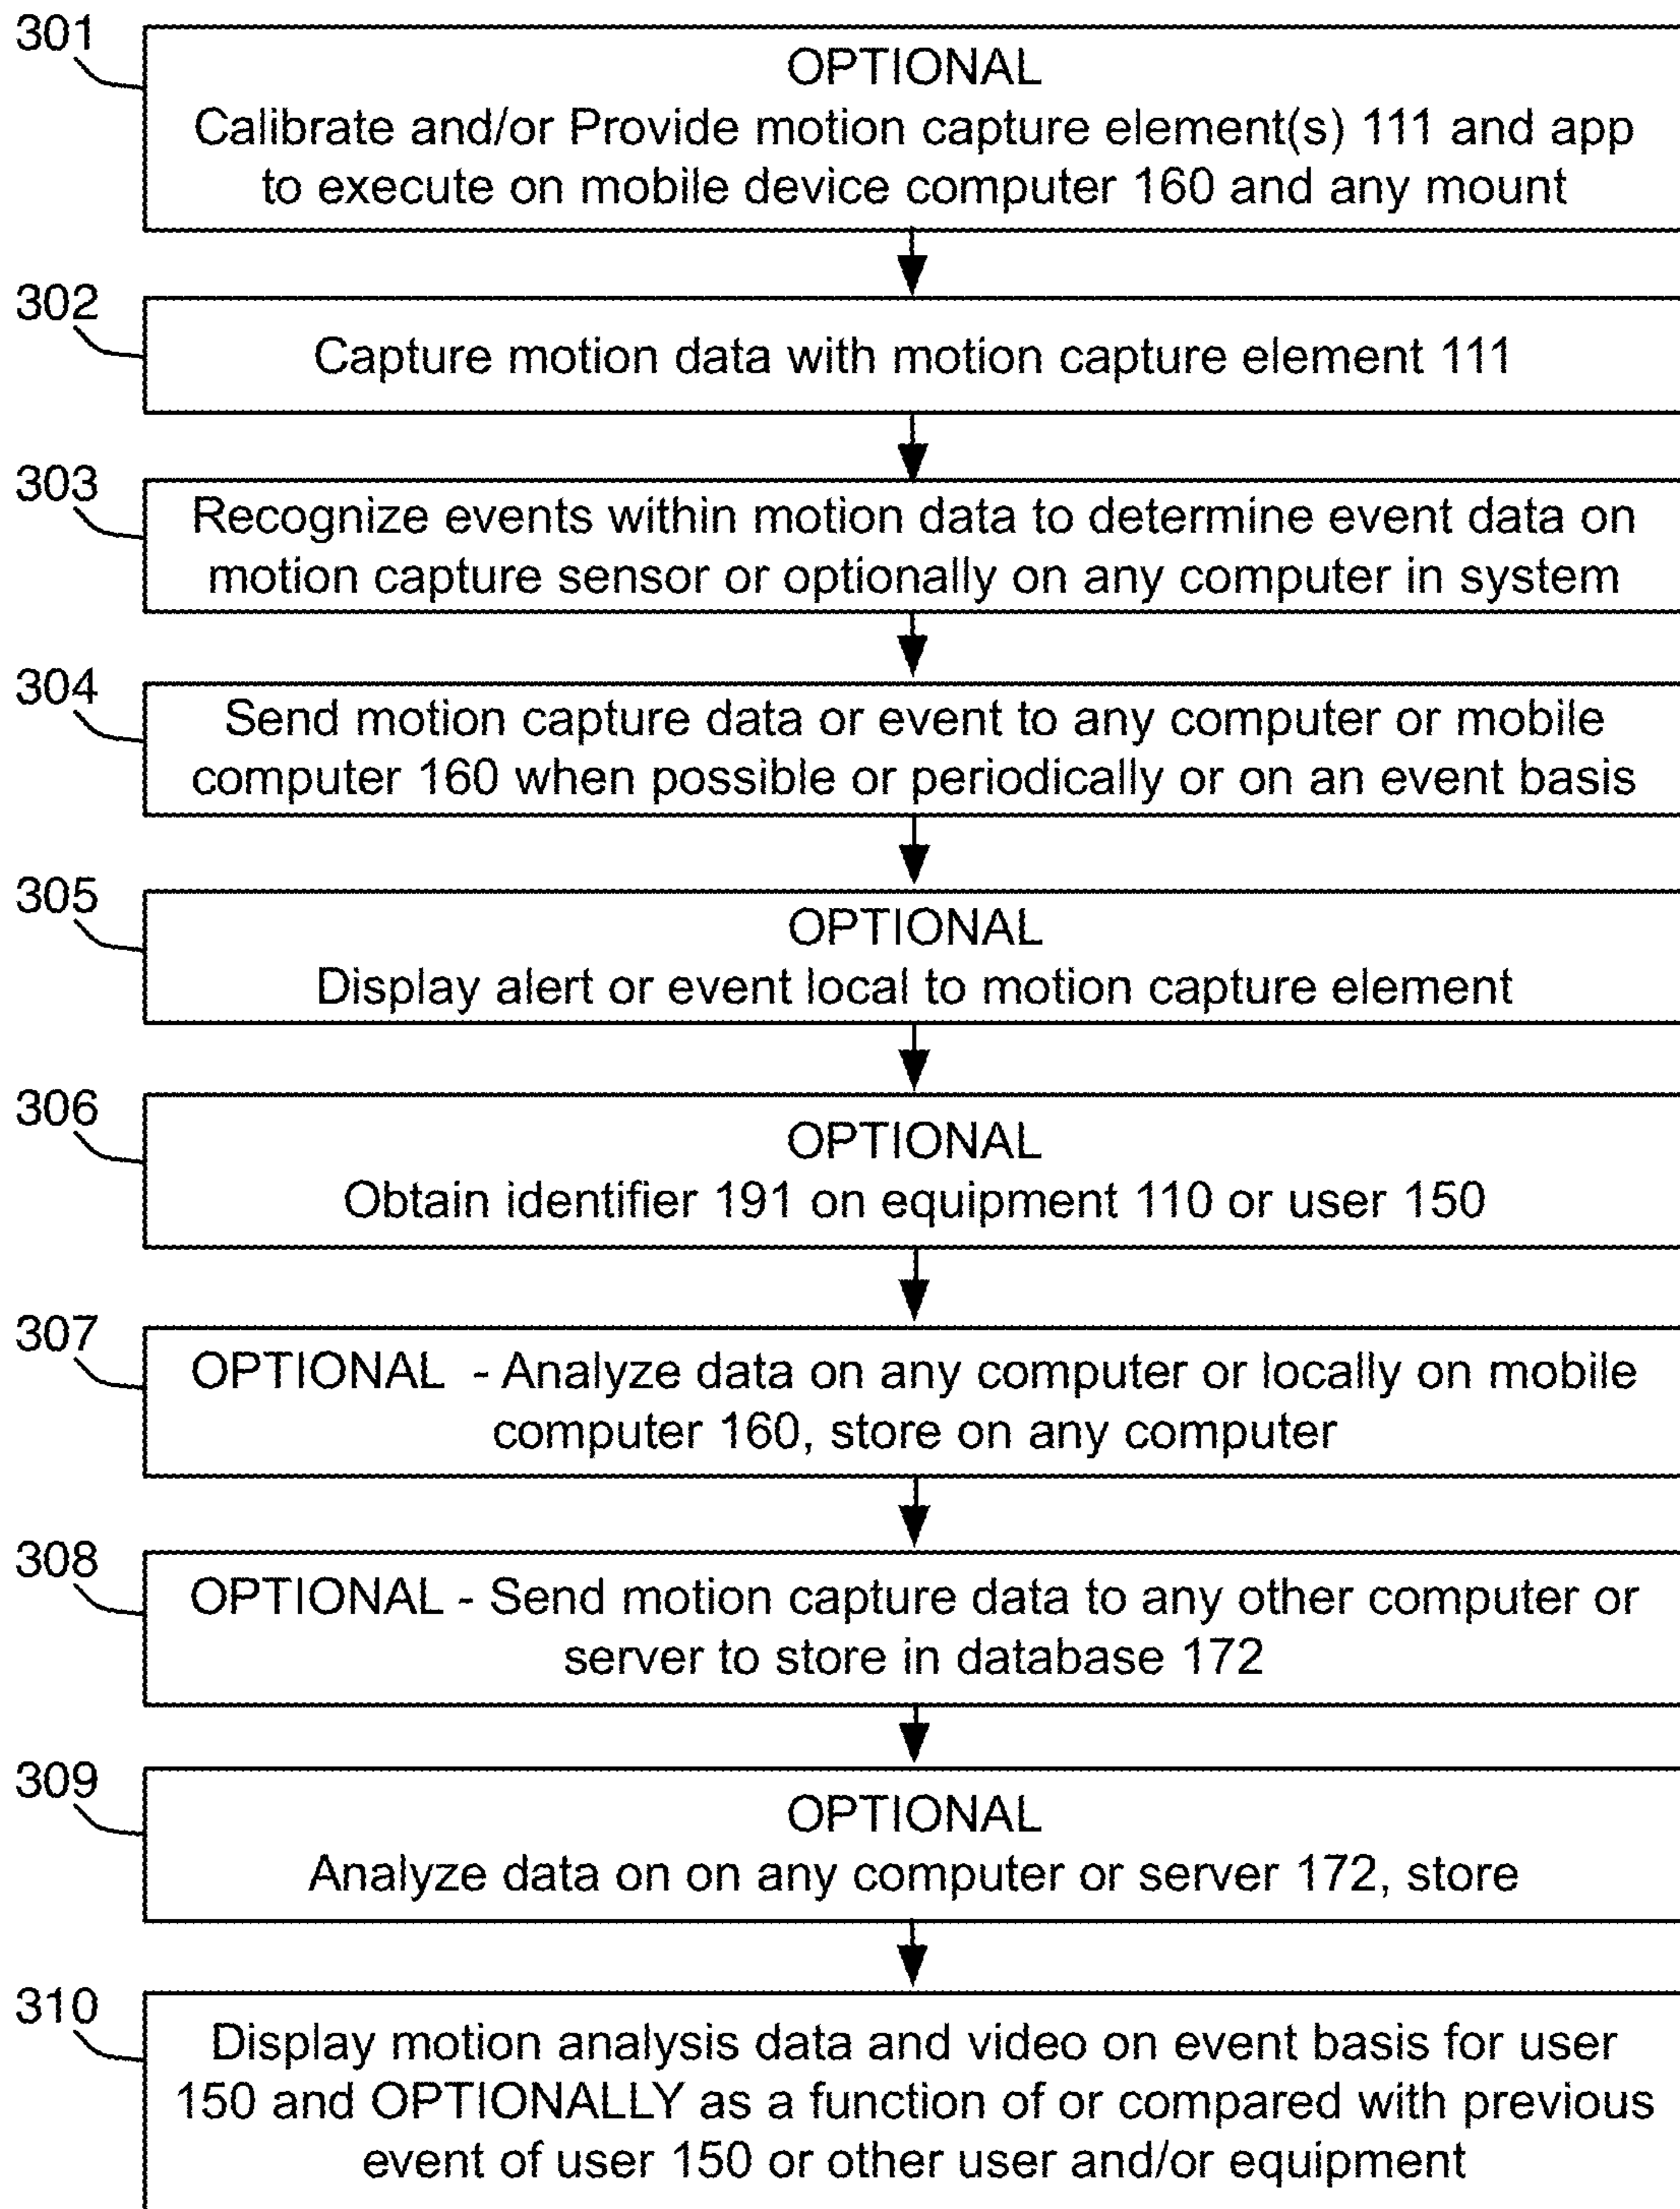 301
OPTIONAL
Calibrate and/or Provide motion capture element(s) 111 and app
to execute on mobile device computer 160 and any mount
302
Capture motion data with motion capture element 111
303
Recognize events within motion data to determine event data on
motion capture sensor or optionally on any computer in system
304
Send motion capture data or event to any computer or mobile
computer 160 when possible or periodically or on an event basis
305
OPTIONAL
Display alert or event local to motion capture element
306
OPTIONAL
Obtain identifier 191 on equipment 110 or user 150
307
OPTIONAL - Analyze data on any computer or locally on mobile
computer 160, store on any computer
308
OPTIONAL - Send motion capture data to any other computer or
server to store in database 172
309
OPTIONAL
Analyze data on on any computer or server 172, store
310
Display motion analysis data and video on event basis for user
150 and OPTIONALLY as a function of or compared with previous
event of user 150 or other user and/or equipment